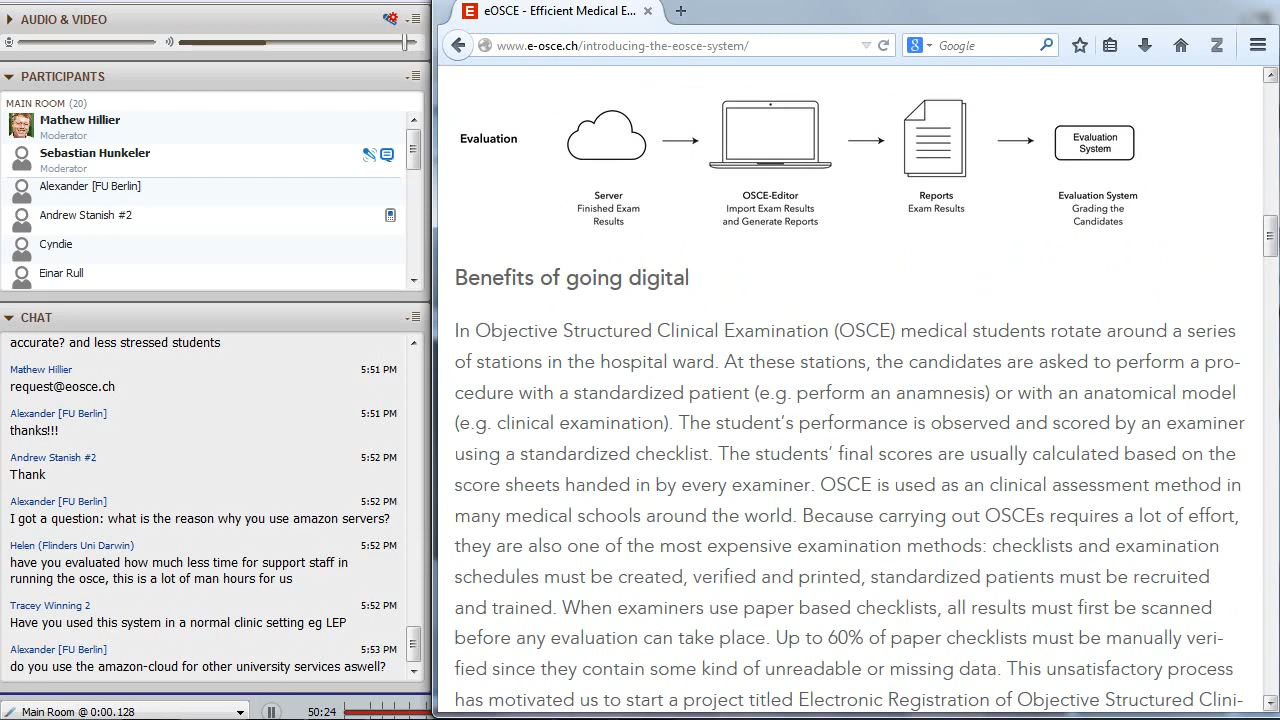 AUDIO & VIDEO
PARTICIPANTS
MAIN ROOM (20)
Mathew Hillier
Moderator
Sebastian Hunkeler
Moderator
Alexander [FU Berlin]
Andrew Stanish #2
Cyndie
Einar Rull
CHAT
accurate? and less stressed students
Mathew Hillier 5:51 PM
request@eosce.ch
Alexander [FU Berlin] 5:51 PM
thanks!!!
Andrew Stanish #2 5:52 PM
Thank
Alexander [FU Berlin] 5:52 PM
I got a question: what is the reason why you use amazon servers?
Helen (Flinders Uni Darwin) 5:52 PM
have you evaluated how much less time for support staff in
running the osce, this is a lot of man hours for us
Tracey Winning 2 5:52 PM
Have you used this system in a normal clinic setting eg LEP
Alexander [FU Berlin] 5:53 PM
do you use the amazon-cloud for other university services aswell?
Main Room @ 0:00.128
50:24
E eOSCE - Efficient Medical E...
www.e-osce.ch/introducing-the-eosce-system/
8 Google
Z
Evaluation
Server
Finished Exam
Results
OSCE-Editor
Import Exam Results
and Generate Reports
Reports
Exam Results
Evaluation
System
Evaluation System
Grading the
Candidates
Benefits of going digital
In Objective Structured Clinical Examination (OSCE) medical students rotate around a series
of stations in the hospital ward. At these stations, the candidates are asked to perform a pro-
cedure with a standardized patient (e.g. perform an anamnesis) or with an anatomical model
(e.g. clinical examination). The student's performance is observed and scored by an examiner
using a standardized checklist. The students' final scores are usually calculated based on the
score sheets handed in by every examiner. OSCE is used as an clinical assessment method in
many medical schools around the world. Because carrying out OSCEs requires a lot of effort,
they are also one of the most expensive examination methods: checklists and examination
schedules must be created, verified and printed, standardized patients must be recruited
and trained. When examiners use paper based checklists, all results must first be scanned
before any evaluation can take place. Up to 60% of paper checklists must be manually veri-
fied since they contain some kind of unreadable or missing data. This unsatisfactory process
has motivated us to start a project titled Electronic Registration of Objective Structured Clini-